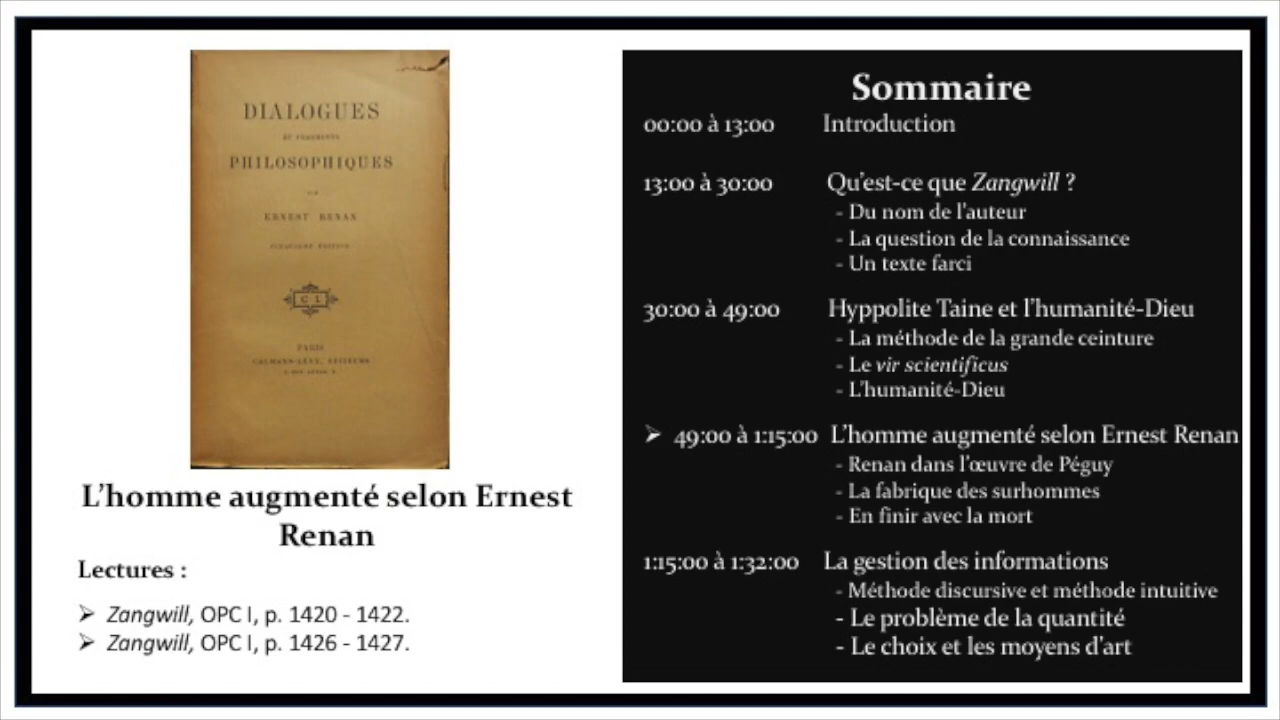 DIALOGUES
ET FRAGMENTS
PHILOSOPHIQUES
PAR
ERNEST RENAN
C L
PARIS
CALMANN-LÉVY, ÉDITEURS
L'homme augmenté selon Ernest
Renan
Lectures :
➢ Zangwill, OPC I, p. 1420 - 1422.
➢ Zangwill, OPC I, p. 1426 - 1427.
Sommaire
00:00 à 13:00 Introduction
13:00 à 30:00 Qu'est-ce que Zangwill ?
- Du nom de l'auteur
- La question de la connaissance
- Un texte farci
30:00 à 49:00 Hyppolite Taine et l'humanité-Dieu
- La méthode de la grande ceinture
- Le vir scientificus
- L'humanité-Dieu
➢ 49:00 à 1:15:00 L'homme augmenté selon Ernest Renan
- Renan dans l'œuvre de Péguy
- La fabrique des surhommes
- En finir avec la mort
1:15:00 à 1:32:00 La gestion des informations
- Méthode discursive et méthode intuitive
- Le problème de la quantité
- Le choix et les moyens d'art